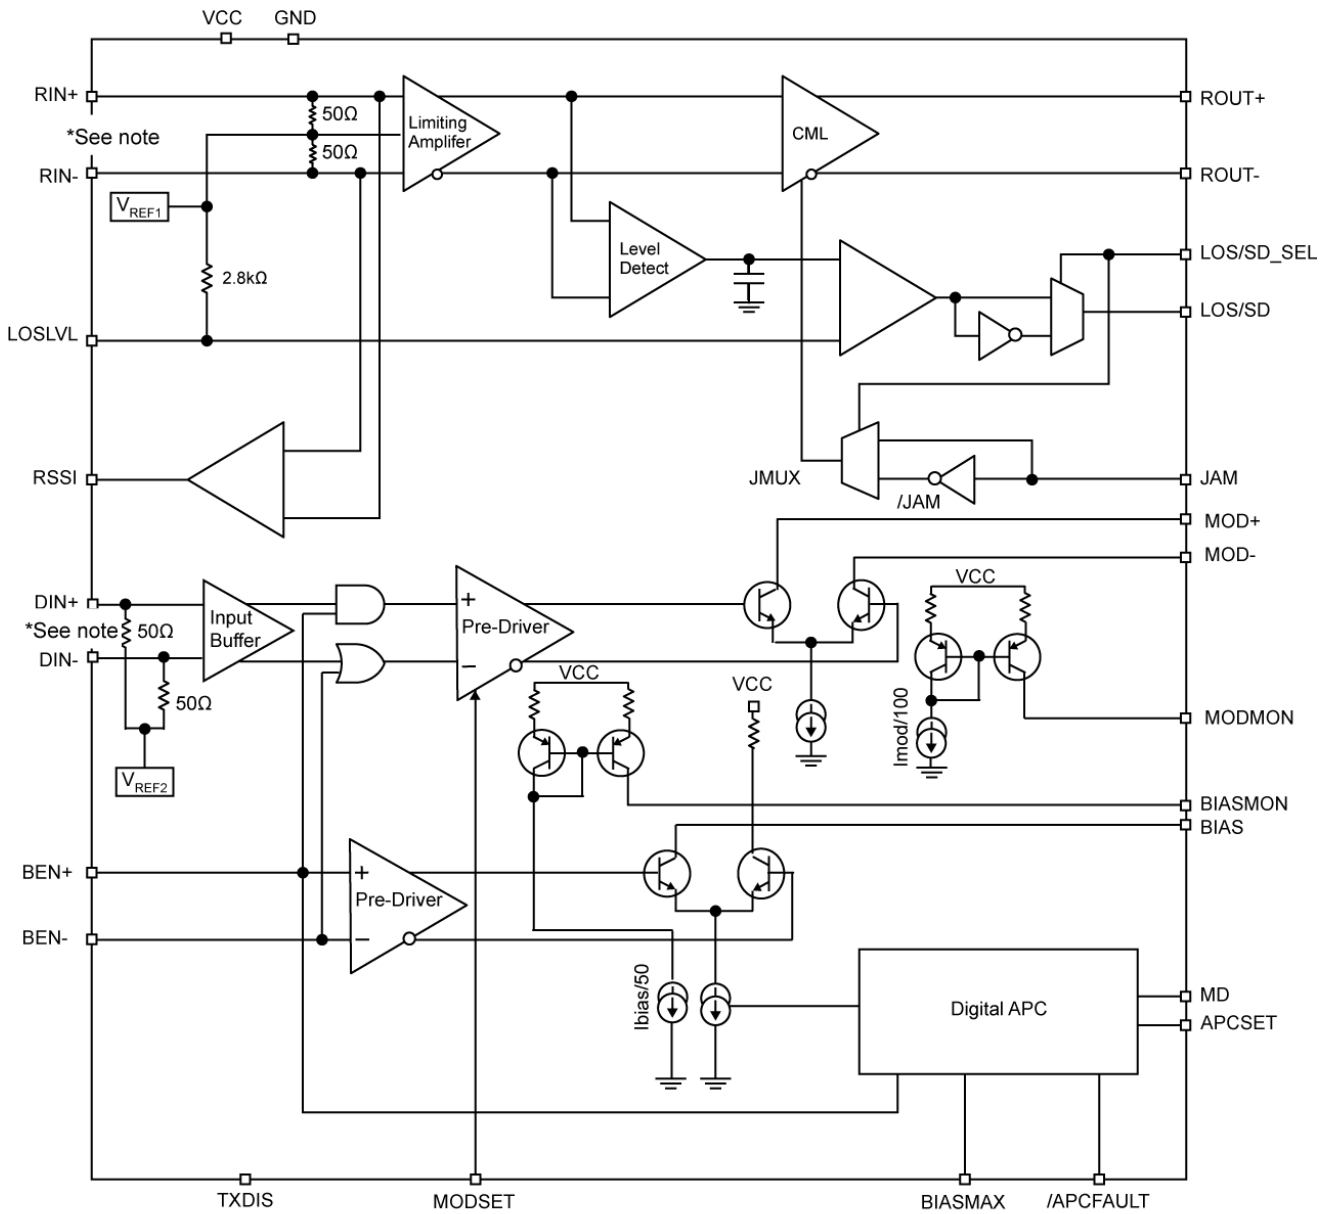 VCC GND
RIN+
50Ω
*See note
50Ω
Limiting
Amplifer
CML
ROUT+
RIN-
ROUT-
VREF1
Level
Detect
LOS/SD_SEL
2.8kΩ
LOS/SD
LOSLVL
RSSI
JMUX
/JAM
JAM
MOD+
MOD-
DIN+
*See note
50Ω
DIN-
50Ω
Input
Buffer
+
Pre-Driver
−
VCC
VCC
VCC
Imod/100
MODMON
VREF2
BIASMON
BIAS
BEN+
+
Pre-Driver
−
BEN-
Ibias/50
Digital APC
MD
APCSET
TXDIS
MODSET
BIASMAX
/APCFAULT